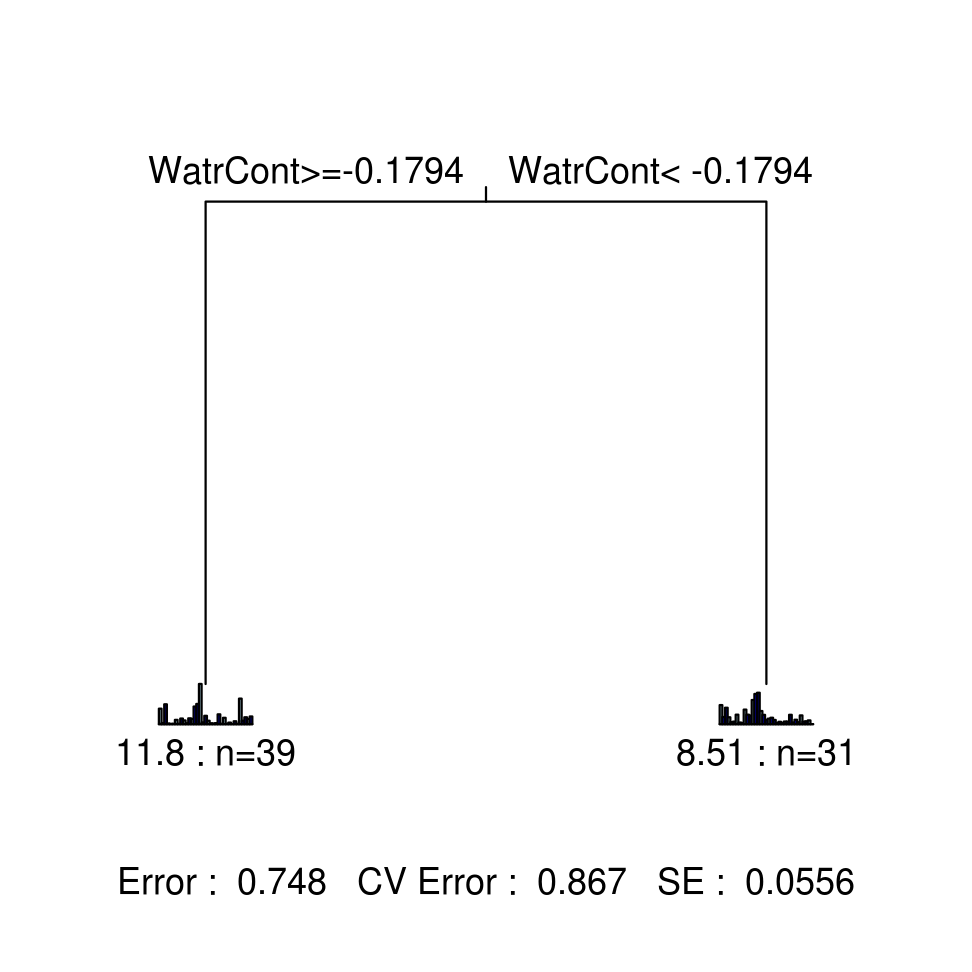 WatrCont>=-0.1794 WatrCont< -0.1794
11.8 : n=39 8.51 : n=31
Error : 0.748 CV Error : 0.867 SE : 0.0556